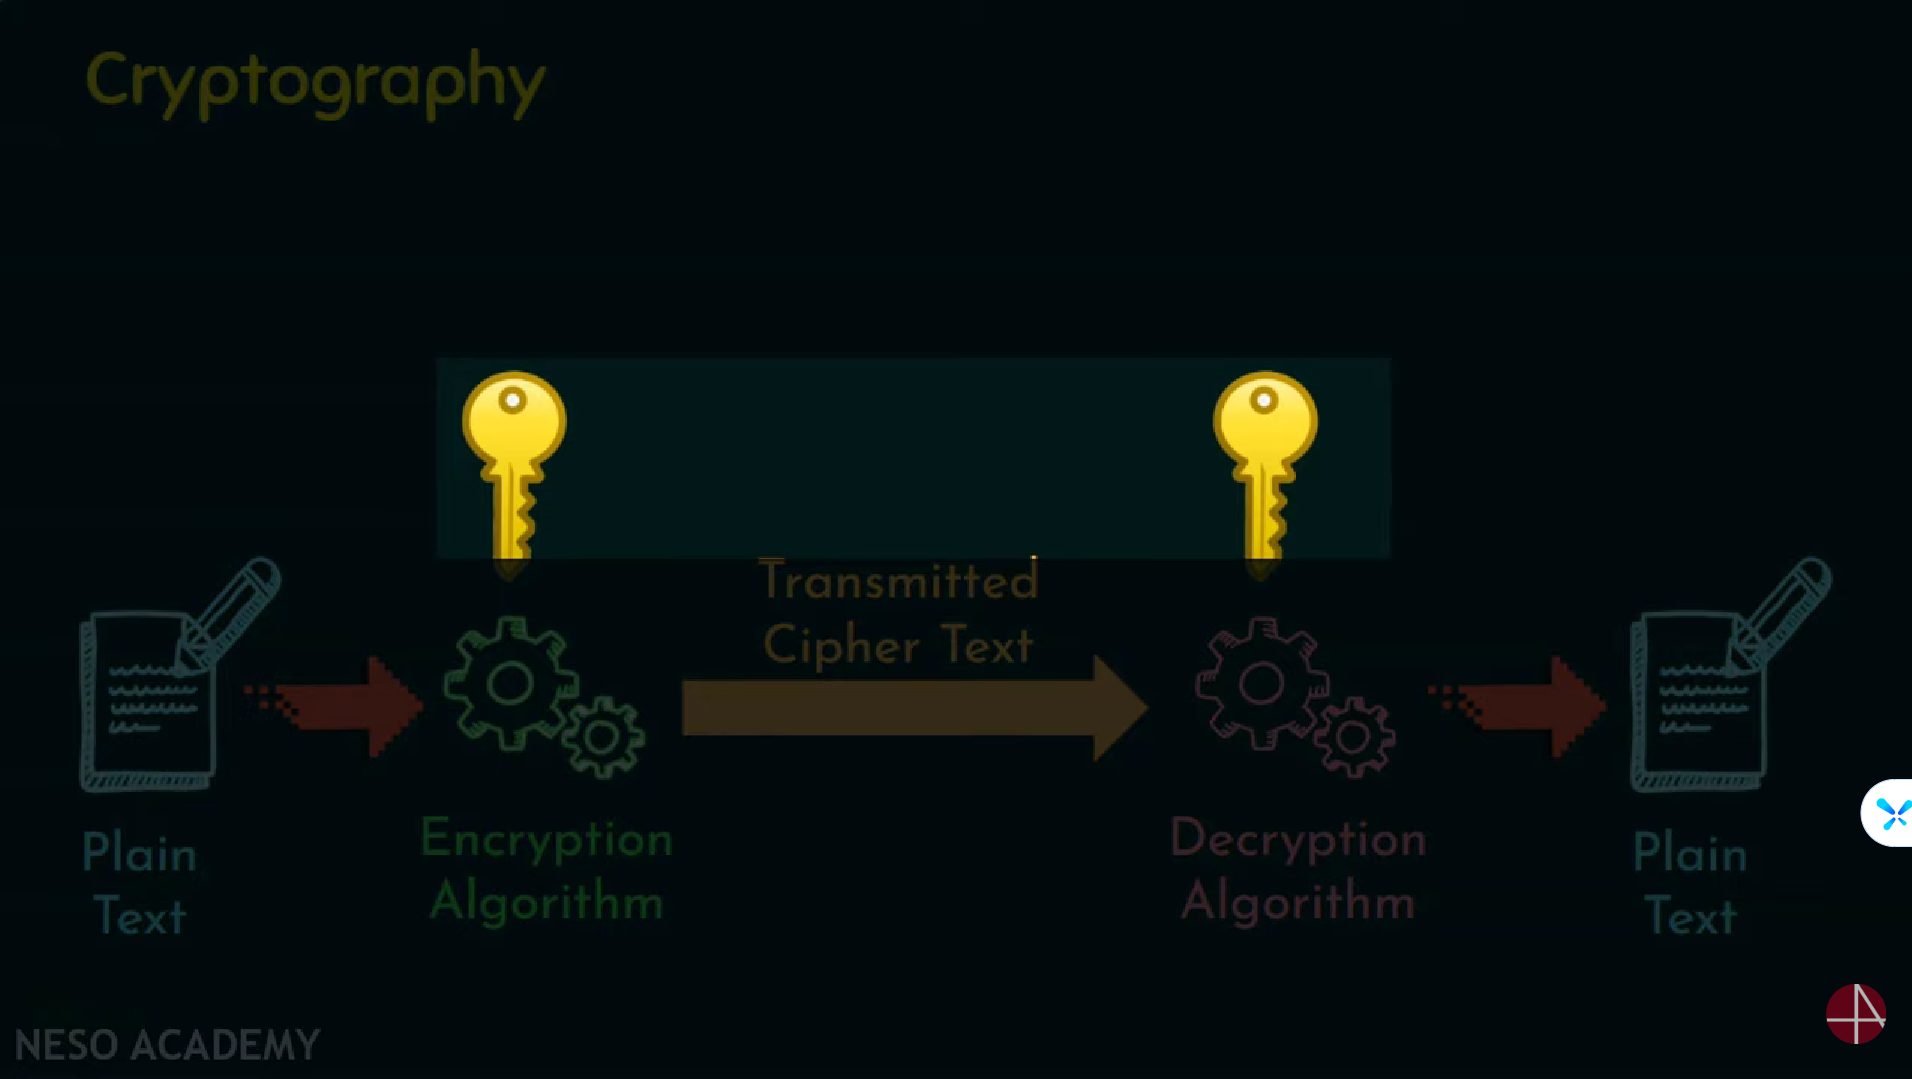 Cryptography
Transmitted
Cipher Text
Plain
Text
Encryption
Algorithm
Decryption
Algorithm
Plain
Text
NESO ACADEMY